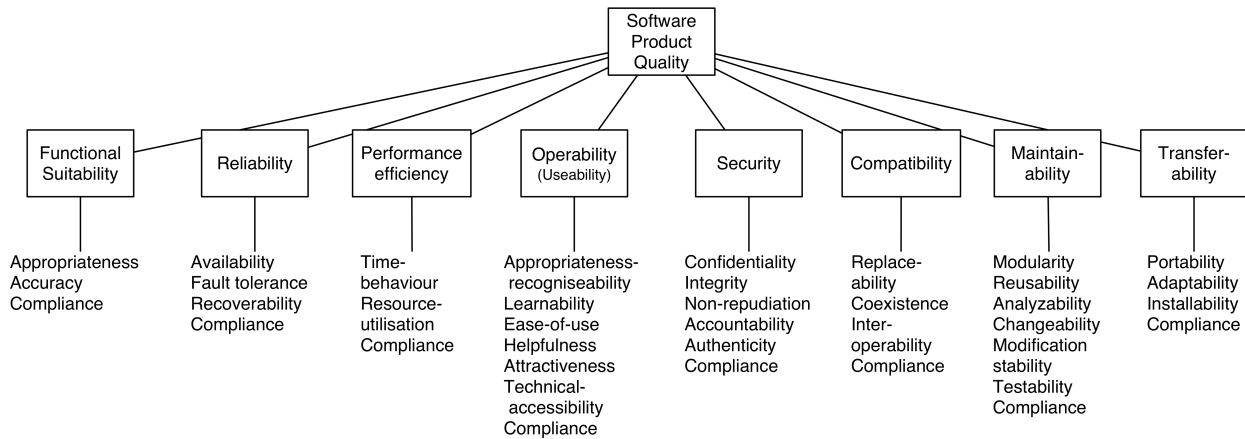 Software
Product
Quality
Functional
Suitability
Reliability
Performance
efficiency
Operability
(Useability)
Security
Compatibility
Maintain-
ability
Transfer-
ability
Appropriateness
Accuracy
Compliance
Availability
Fault tolerance
Recoverability
Compliance
Time-
behaviour
Resource-
utilisation
Compliance
Appropriateness-
recogniseability
Learnability
Ease-of-use
Helpfulness
Attractiveness
Technical-
accessibility
Compliance
Confidentiality
Integrity
Non-repudiation
Accountability
Authenticity
Compliance
Replace-
ability
Coexistence
Inter-
operability
Compliance
Modularity
Reusability
Analyzability
Changeability
Modification
stability
Testability
Compliance
Portability
Adaptability
Installability
Compliance